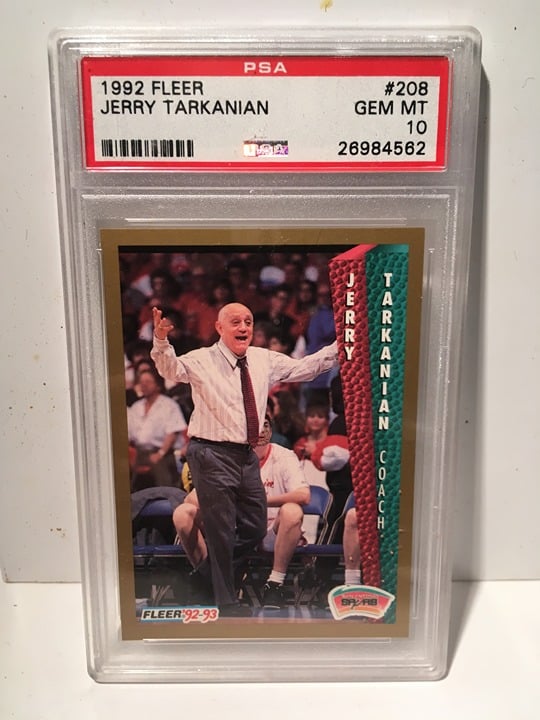 PSA
1992 FLEER #208
JERRY TARKANIAN GEM MT
10
26984562
JERRY
TARKANIAN COACH
SPURS
FLEER '92-93